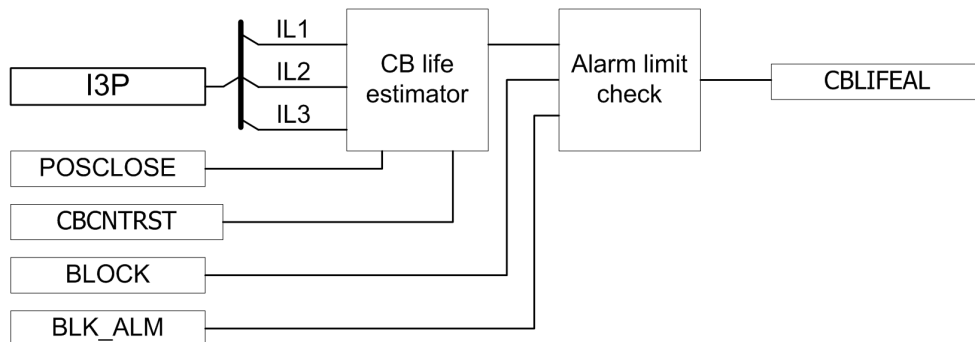 IL1
IL2
IL3
I3P
CB life
estimator
Alarm limit
check
CBLIFEAL
POSCLOSE
CBCNTRST
BLOCK
BLK_ALM